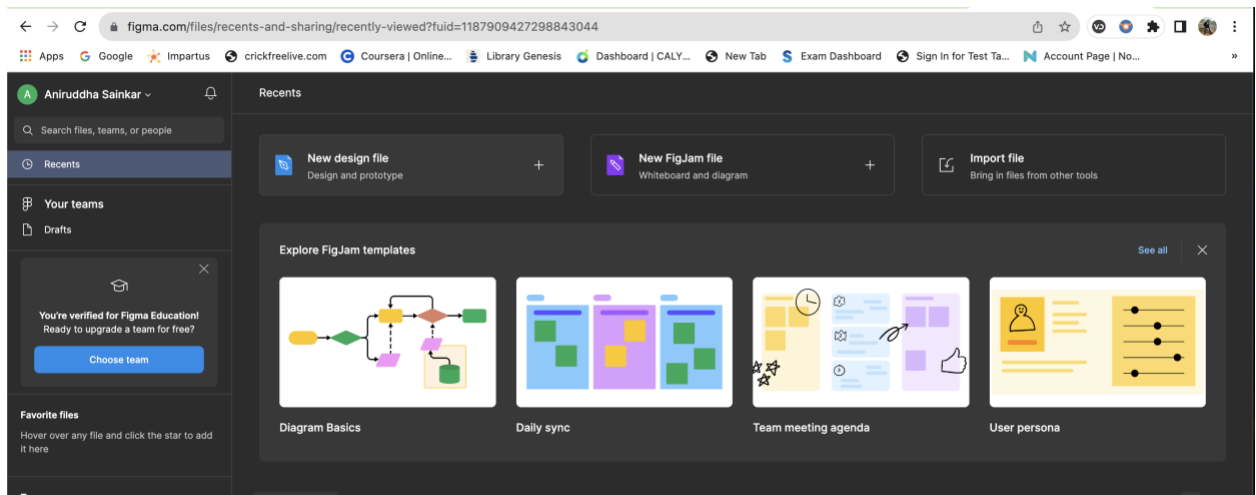 figma.com/files/recents-and-sharing/recently-viewed?fuid=1187909427298843044
Apps Google Impartus crickfreelive.com Coursera | Online... Library Genesis Dashboard | CALY... New Tab Exam Dashboard Sign In for Test Ta... Account Page | No... »
A Aniruddha Sainkar
Search files, teams, or people
Recents
Your teams
Drafts
You're verified for Figma Education!
Ready to upgrade a team for free?
Choose team
Favorite files
Hover over any file and click the star to add
it here
Recents
New design file
Design and prototype
New FigJam file
Whiteboard and diagram
Import file
Bring in files from other tools
Explore FigJam templates
See all
Diagram Basics
Daily sync
Team meeting agenda
User persona